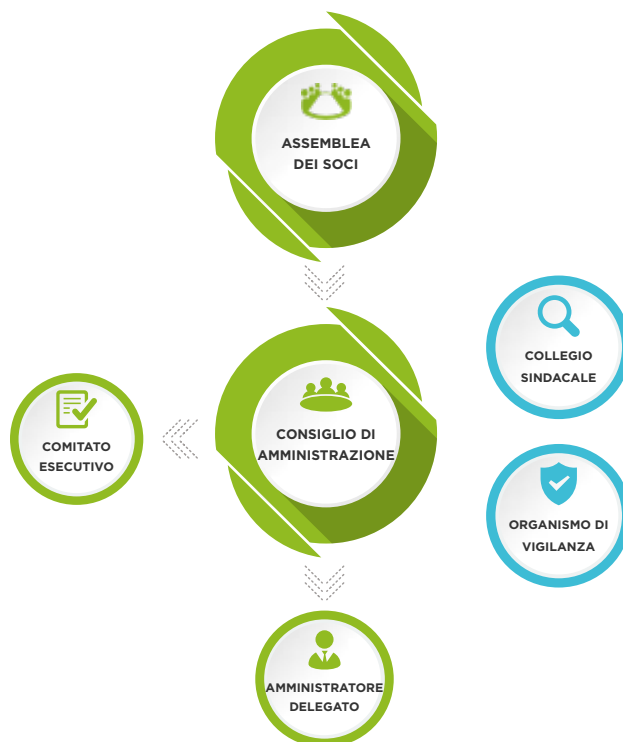 ASSEMBLEA
DEI SOCI
COLLEGIO
SINDACALE
CONSIGLIO DI
AMMINISTRAZIONE
COMITATO
ESECUTIVO
ORGANISMO DI
VIGILANZA
AMMINISTRATORE
DELEGATO